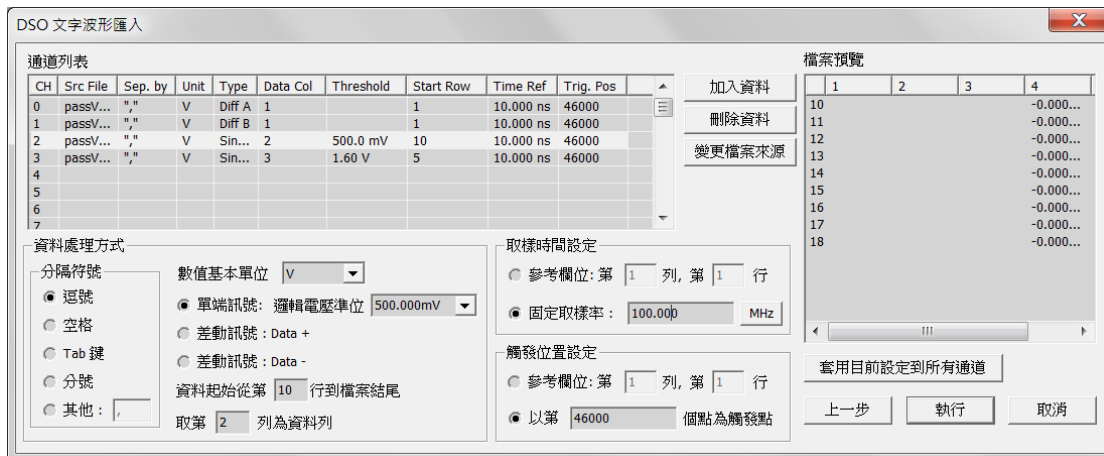 DSO 文字波形匯入
通道列表
CH Src File Sep. by Unit Type Data Col Threshold Start Row Time Ref Trig. Pos
0 passV... "," V Diff A 1 1 10.000 ns 46000
1 passV... "," V Diff B 1 1 10.000 ns 46000
2 passV... "," V Sin... 2 500.0 mV 10 10.000 ns 46000
3 passV... "," V Sin... 3 1.60 V 5 10.000 ns 46000
4
5
6
7
加入資料
刪除資料
變更檔案來源
檔案預覽
1 2 3 4
10 -0.000...
11 -0.000...
12 -0.000...
13 -0.000...
14 -0.000...
15 -0.000...
16 -0.000...
17 -0.000...
18 -0.000...
資料處理方式
分隔符號
逗號
空格
Tab 鍵
分號
其他： ,
數值基本單位 V
單端訊號: 邏輯電壓準位 500.000mV
差動訊號 : Data +
差動訊號 : Data -
資料起始從第 10 行到檔案結尾
取第 2 列為資料列
取樣時間設定
參考欄位: 第 1 列, 第 1 行
固定取樣率： 100.000 MHz
觸發位置設定
參考欄位: 第 1 列, 第 1 行
以第 46000 個點為觸發點
套用目前設定到所有通道
上一步 執行 取消